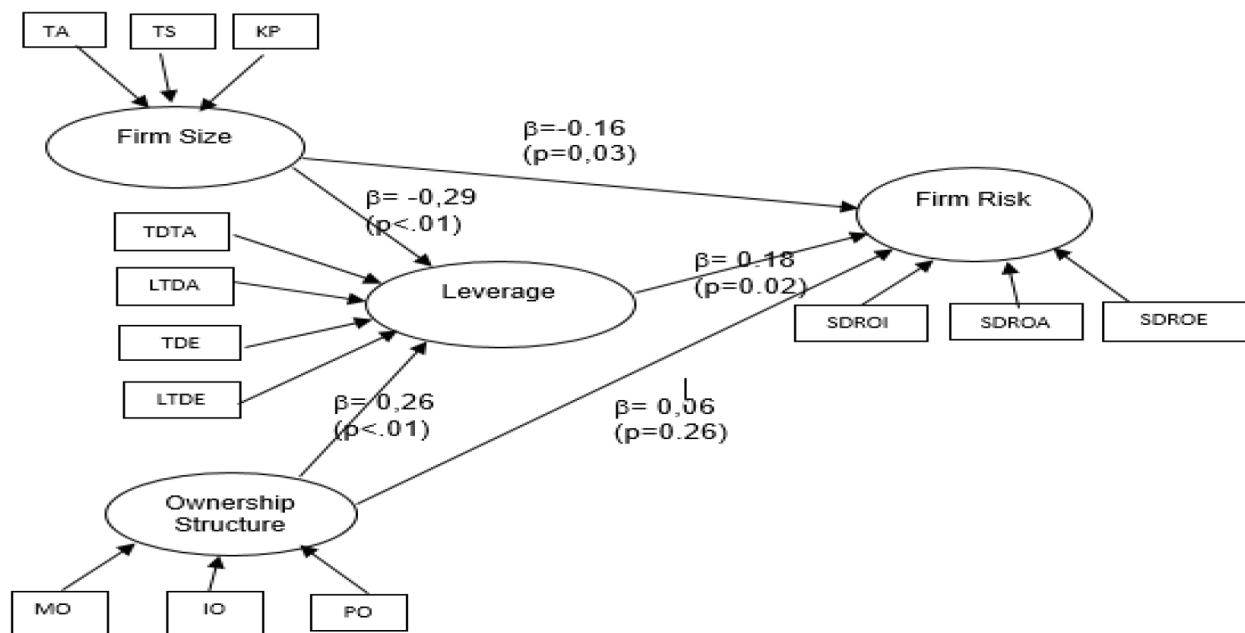 TA
TS
KP
Firm Size
β=-0.16
(p=0,03)
β= -0,29
(p<.01)
Firm Risk
TDTA
LTDA
Leverage
β= 0.18
(p=0.02)
TDE
SDROI
SDROA
SDROE
LTDE
β= 0,26
(p<.01)
β= 0,06
(p=0.26)
Ownership
Structure
MO
IO
PO